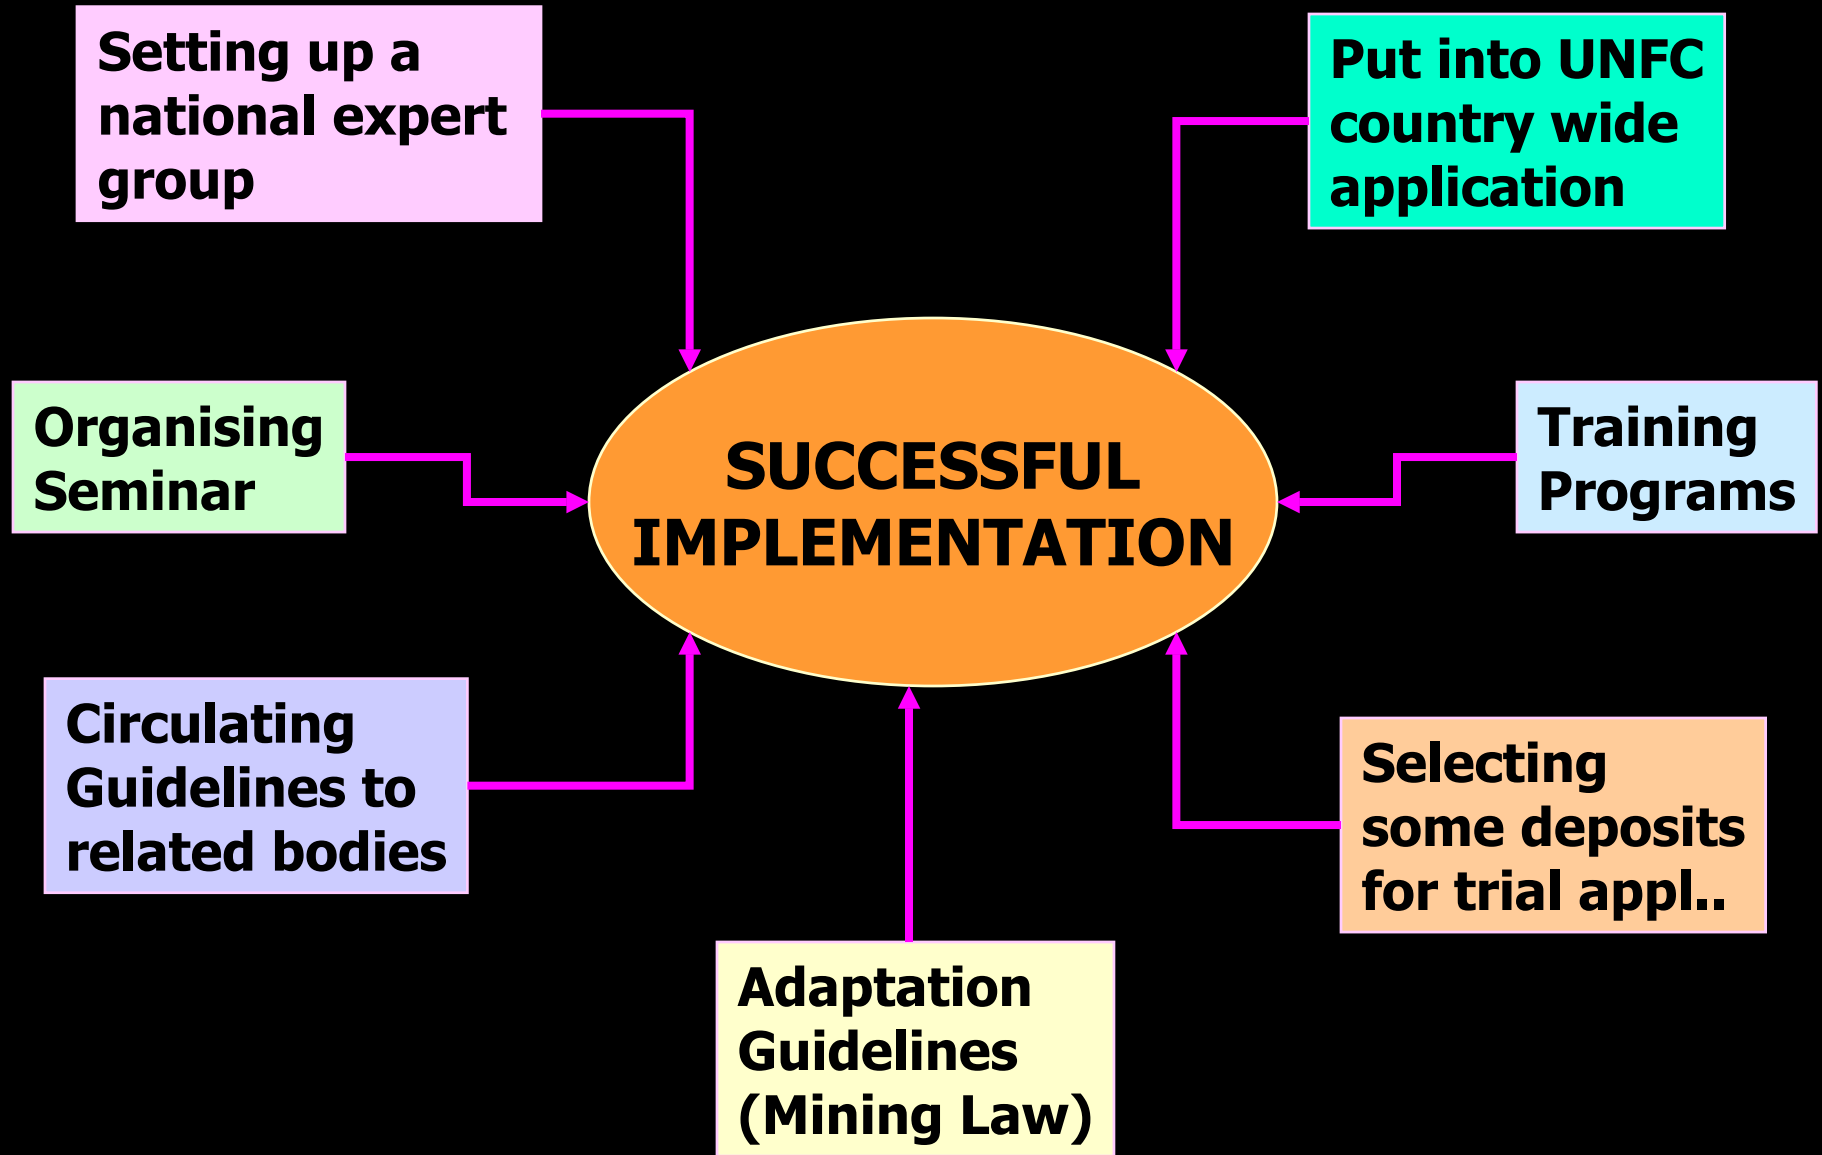 Setting up a
national expert
group
Put into UNFC
country wide
application
Organising
Seminar
SUCCESSFUL
IMPLEMENTATION
Training
Programs
Circulating
Guidelines to
related bodies
Selecting
some deposits
for trial appl..
Adaptation
Guidelines
(Mining Law)